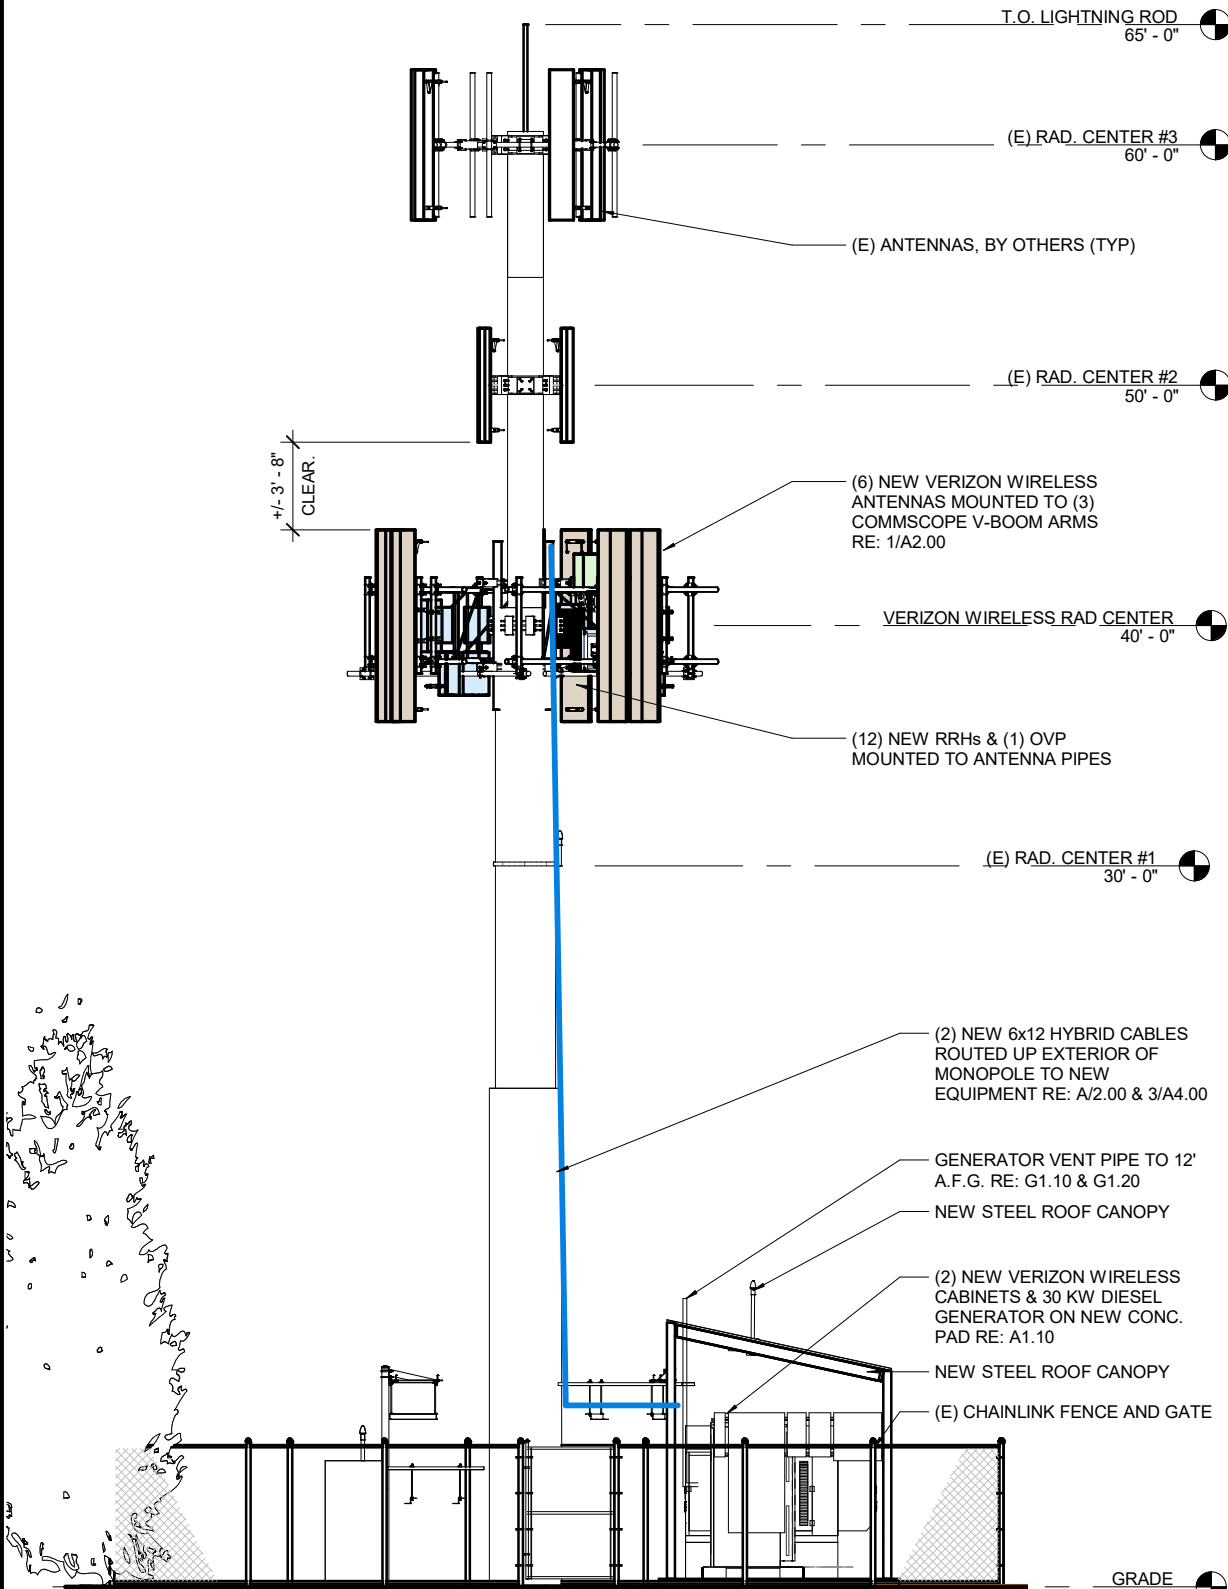 T.O. LIGHTNING ROD
65' - 0"
(E) RAD. CENTER #3
60' - 0"
(E) ANTENNAS, BY OTHERS (TYP)
(E) RAD. CENTER #2
50' - 0"
+/- 3' - 8"
CLEAR.
(6) NEW VERIZON WIRELESS
ANTENNAS MOUNTED TO (3)
COMMSCOPE V-BOOM ARMS
RE: 1/A2.00
VERIZON WIRELESS RAD CENTER
40' - 0"
(12) NEW RRHs & (1) OVP
MOUNTED TO ANTENNA PIPES
(E) RAD. CENTER #1
30' - 0"
(2) NEW 6x12 HYBRID CABLES
ROUTED UP EXTERIOR OF
MONOPOLE TO NEW
EQUIPMENT RE: A/2.00 & 3/A4.00
GENERATOR VENT PIPE TO 12'
A.F.G. RE: G1.10 & G1.20
NEW STEEL ROOF CANOPY
(2) NEW VERIZON WIRELESS
CABINETS & 30 KW DIESEL
GENERATOR ON NEW CONC.
PAD RE: A1.10
NEW STEEL ROOF CANOPY
(E) CHAINLINK FENCE AND GATE
GRADE